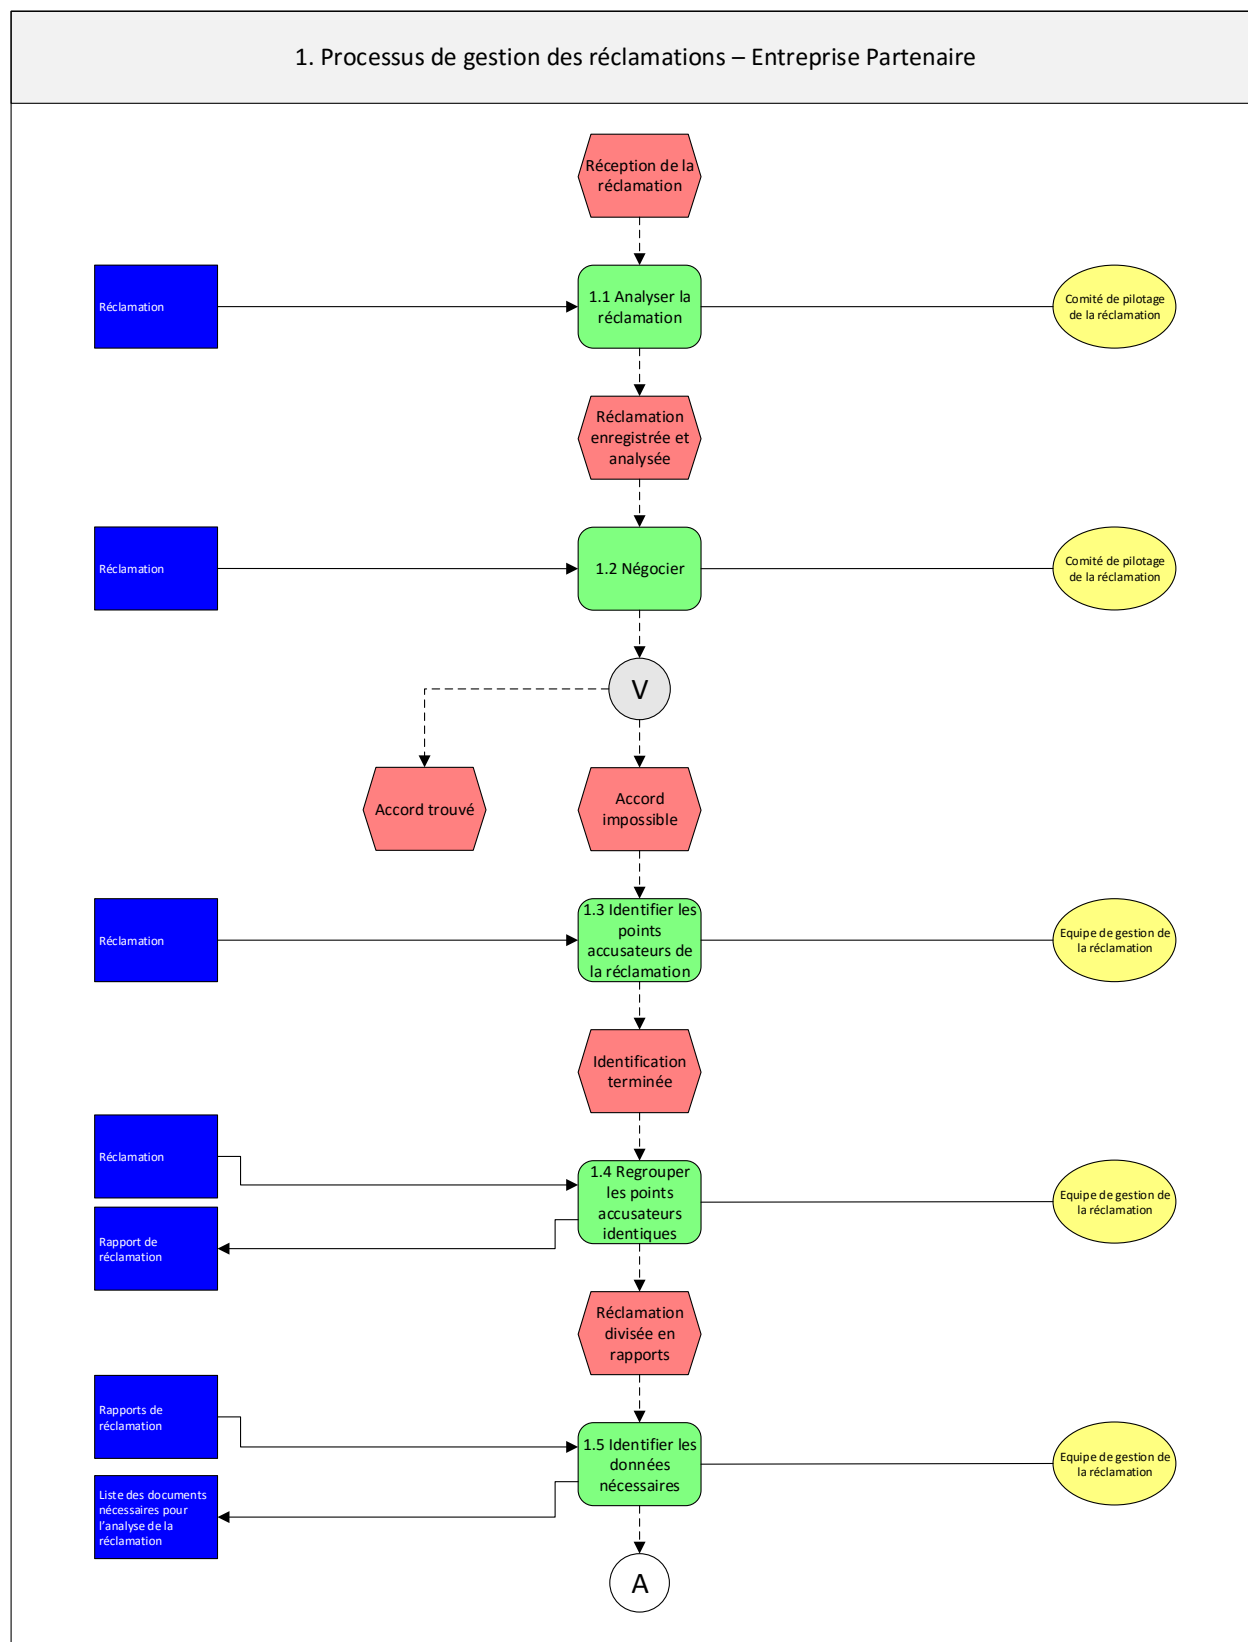 1. Processus de gestion des réclamations – Entreprise Partenaire
Réception de la
réclamation
Réclamation
1.1 Analyser la
réclamation
Comité de pilotage
de la réclamation
Réclamation
enregistrée et
analysée
Réclamation
1.2 Négocier
Comité de pilotage
de la réclamation
V
Accord trouvé
Accord
impossible
Réclamation
1.3 Identifier les
points
accusateurs de
la réclamation
Equipe de gestion de
la réclamation
Identification
terminée
Réclamation
Rapport de
réclamation
1.4 Regrouper
les points
accusateurs
identiques
Equipe de gestion de
la réclamation
Réclamation
divisée en
rapports
Rapports de
réclamation
Liste des documents
nécessaires pour
l'analyse de la
réclamation
1.5 Identifier les
données
nécessaires
Equipe de gestion de
la réclamation
A